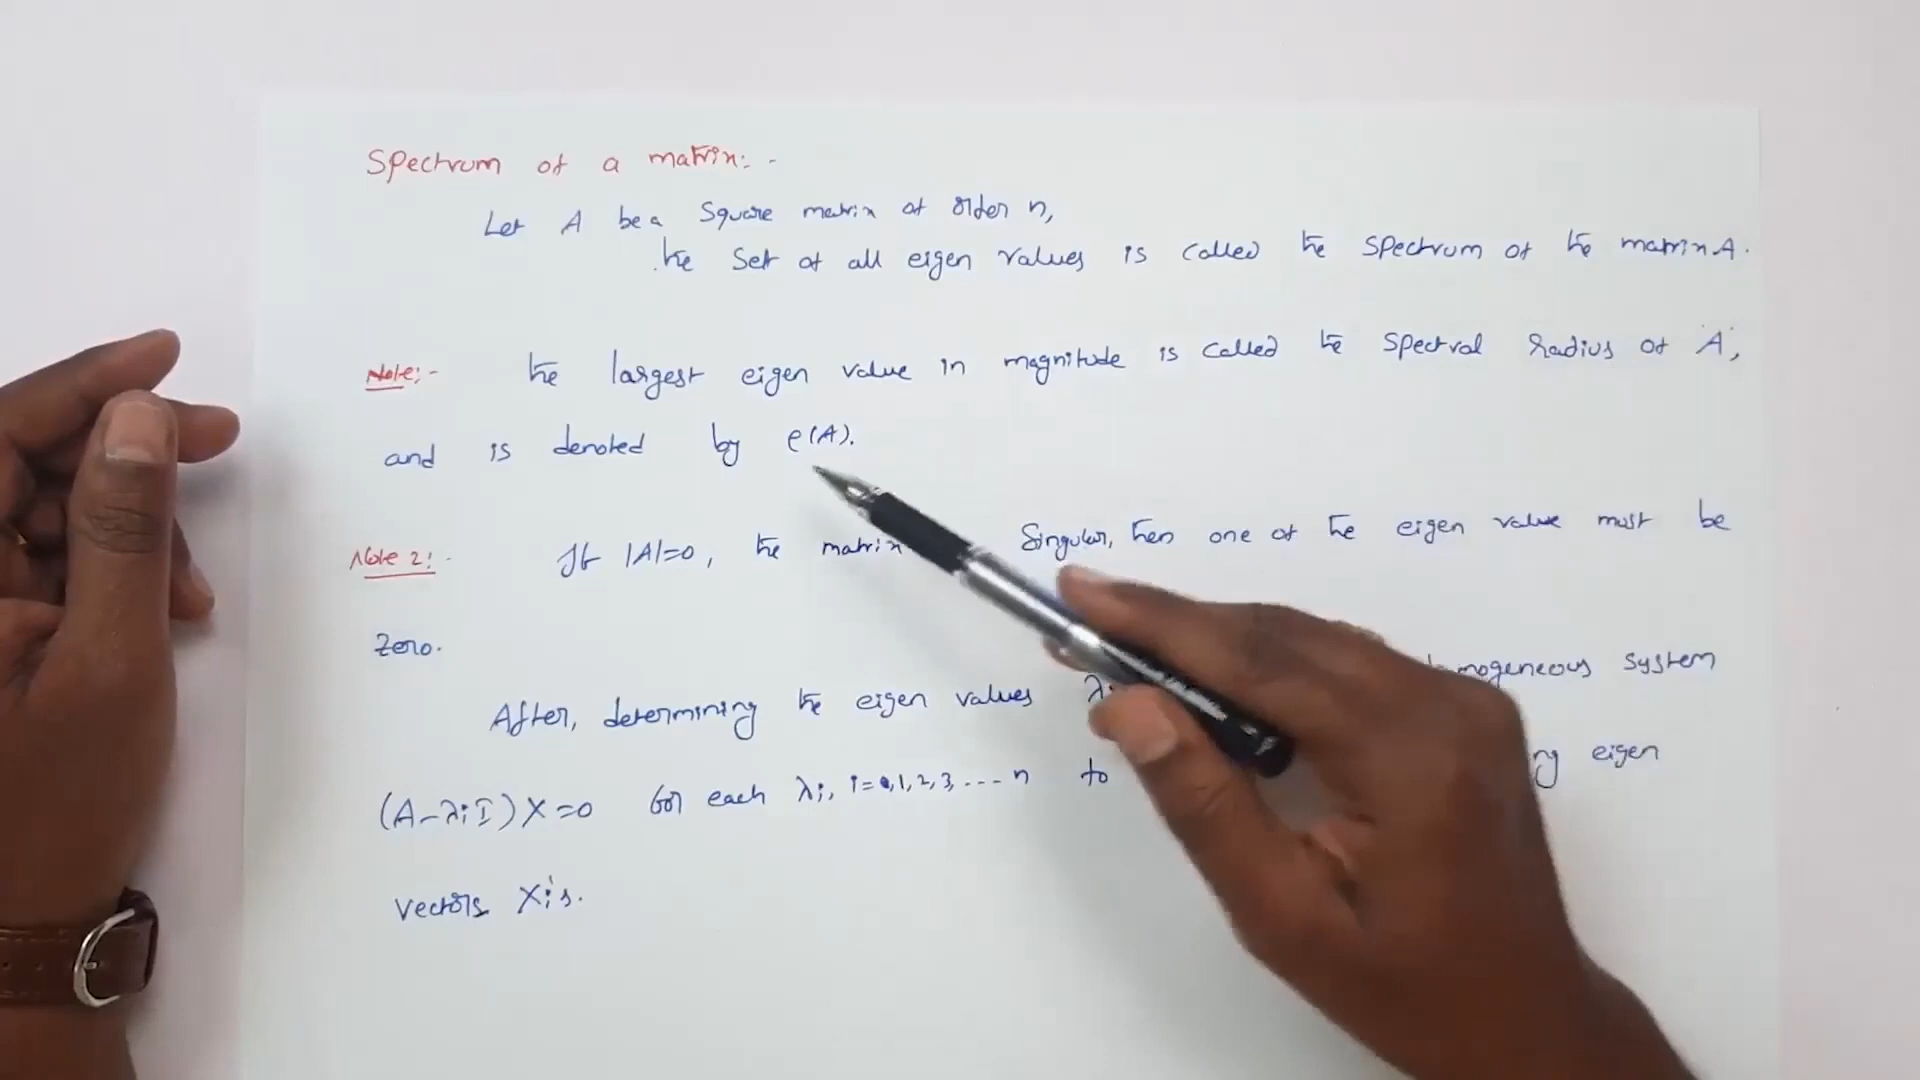 Spectrum of a matrix:-
Let A be a Square matrix of order n,
the Set of all eigen values is called the spectrum of the matrix A.
Note:- the largest eigen value in magnitude is called the spectral radius of 'A',
and is denoted by ρ(A).
Note 2:- If |A|=0, the matrix Singular, then one of the eigen value must be
Zero.
After, determining the eigen values λi homogeneous system
(A-λiI)X=0 for each λi, i=1,2,3,...n to eigen
vectors Xi's.